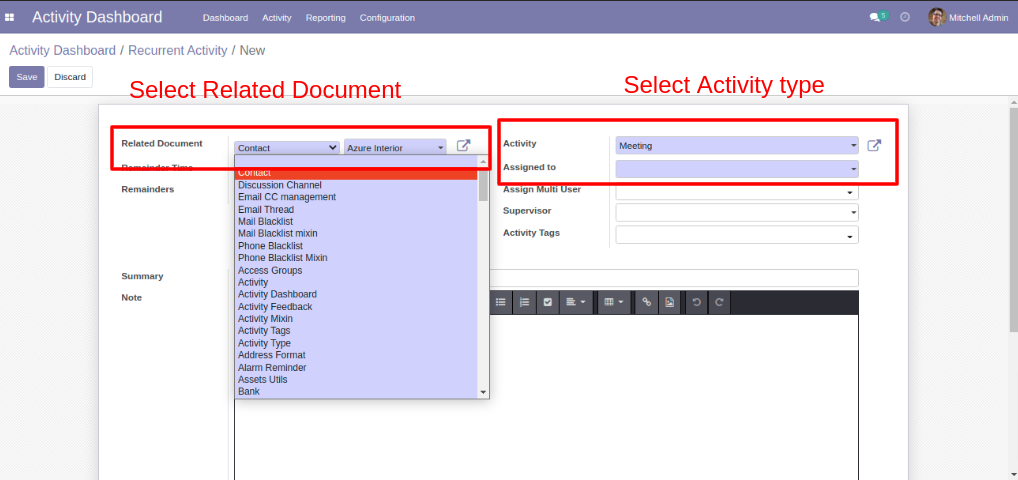 Activity Dashboard Dashboard Activity Reporting Configuration 5 Mitchell Admin
Activity Dashboard / Recurrent Activity / New
Save Discard
Select Related Document
Select Activity type
Related Document Contact Azure Interior
Activity Meeting
Remainder Time
Assigned to
Remainders
Assign Multi User
Supervisor
Activity Tags
Contact
Discussion Channel
Email CC management
Email Thread
Mail Blacklist
Mail Blacklist mixin
Phone Blacklist
Phone Blacklist Mixin
Access Groups
Activity
Activity Dashboard
Activity Feedback
Activity Mixin
Activity Tags
Activity Type
Address Format
Alarm Reminder
Assets Utils
Bank
Summary
Note